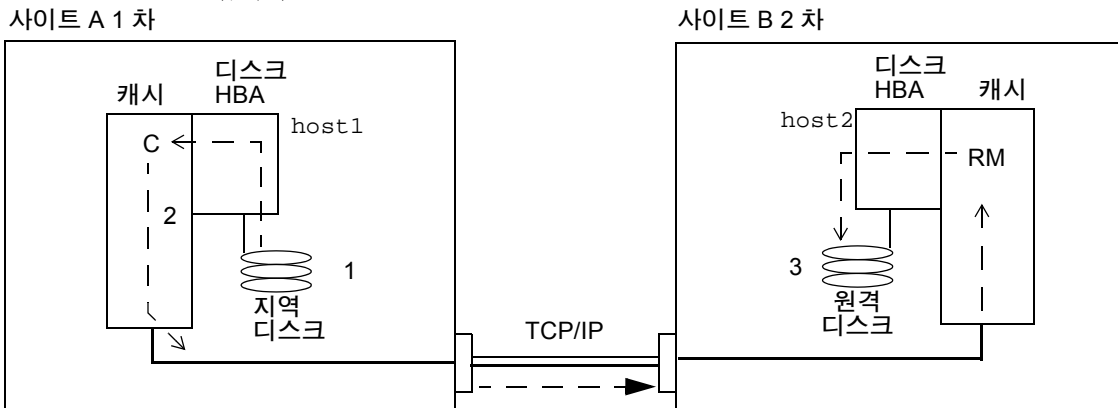 사이트 A 1 차
사이트 B 2 차
캐시
디스크
HBA
host1
C
2
1
지역
디스크
TCP/IP
디스크
HBA
캐시
host2
RM
3
원격
디스크